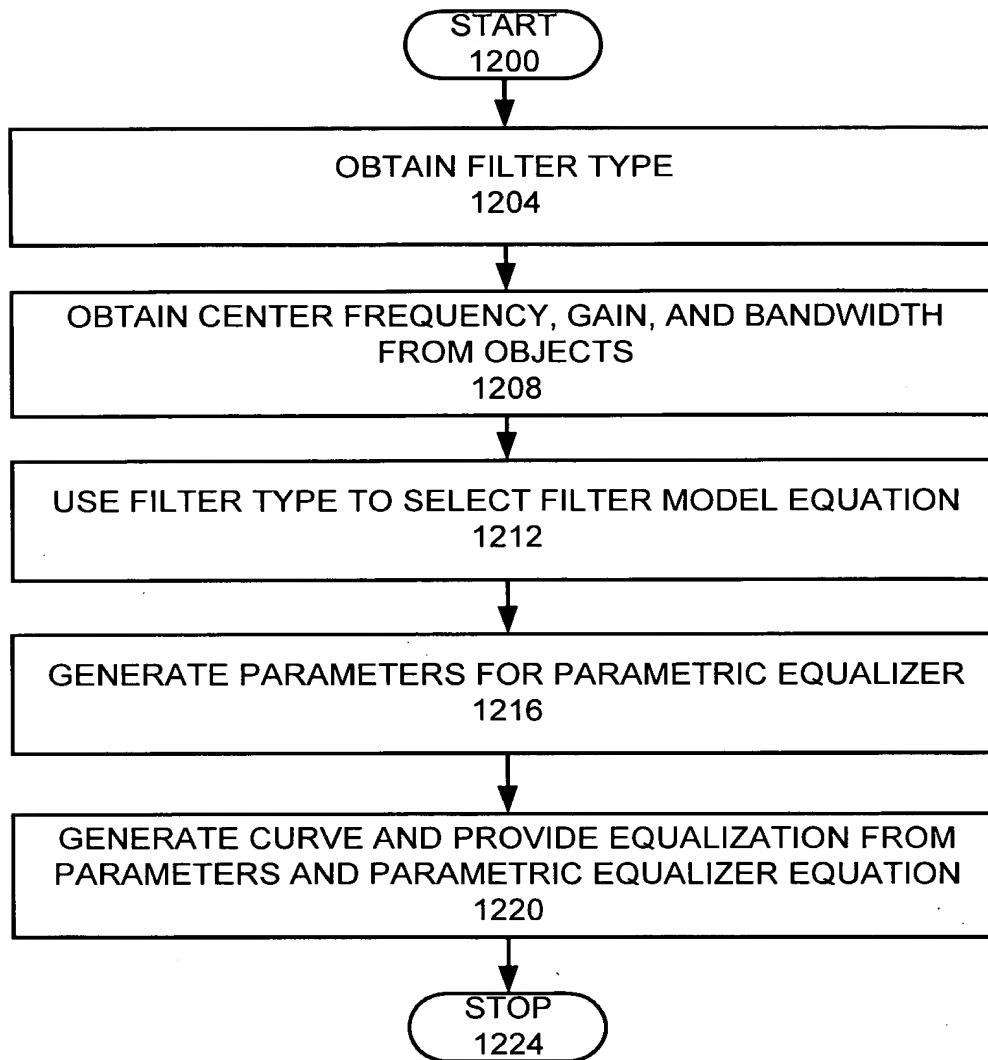 START
1200
OBTAIN FILTER TYPE
1204
OBTAIN CENTER FREQUENCY, GAIN, AND BANDWIDTH
FROM OBJECTS
1208
USE FILTER TYPE TO SELECT FILTER MODEL EQUATION
1212
GENERATE PARAMETERS FOR PARAMETRIC EQUALIZER
1216
GENERATE CURVE AND PROVIDE EQUALIZATION FROM
PARAMETERS AND PARAMETRIC EQUALIZER EQUATION
1220
STOP
1224